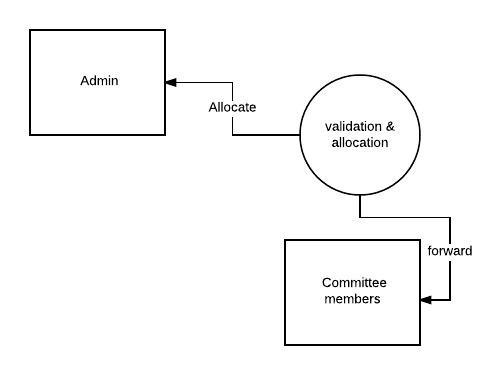 Admin
Allocate
validation &
allocation
forward
Committee
members